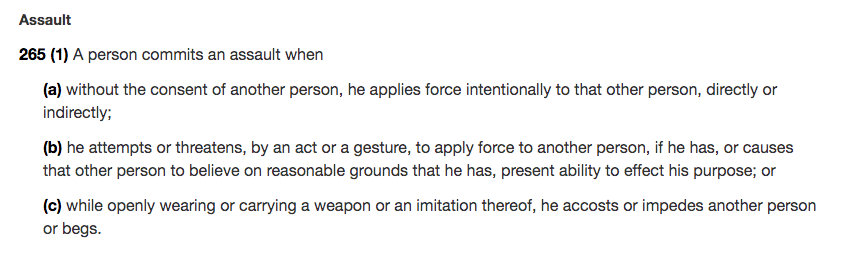 Assault
265 (1) A person commits an assault when
(a) without the consent of another person, he applies force intentionally to that other person, directly or
indirectly;
(b) he attempts or threatens, by an act or a gesture, to apply force to another person, if he has, or causes
that other person to believe on reasonable grounds that he has, present ability to effect his purpose; or
(c) while openly wearing or carrying a weapon or an imitation thereof, he accosts or impedes another person
or begs.